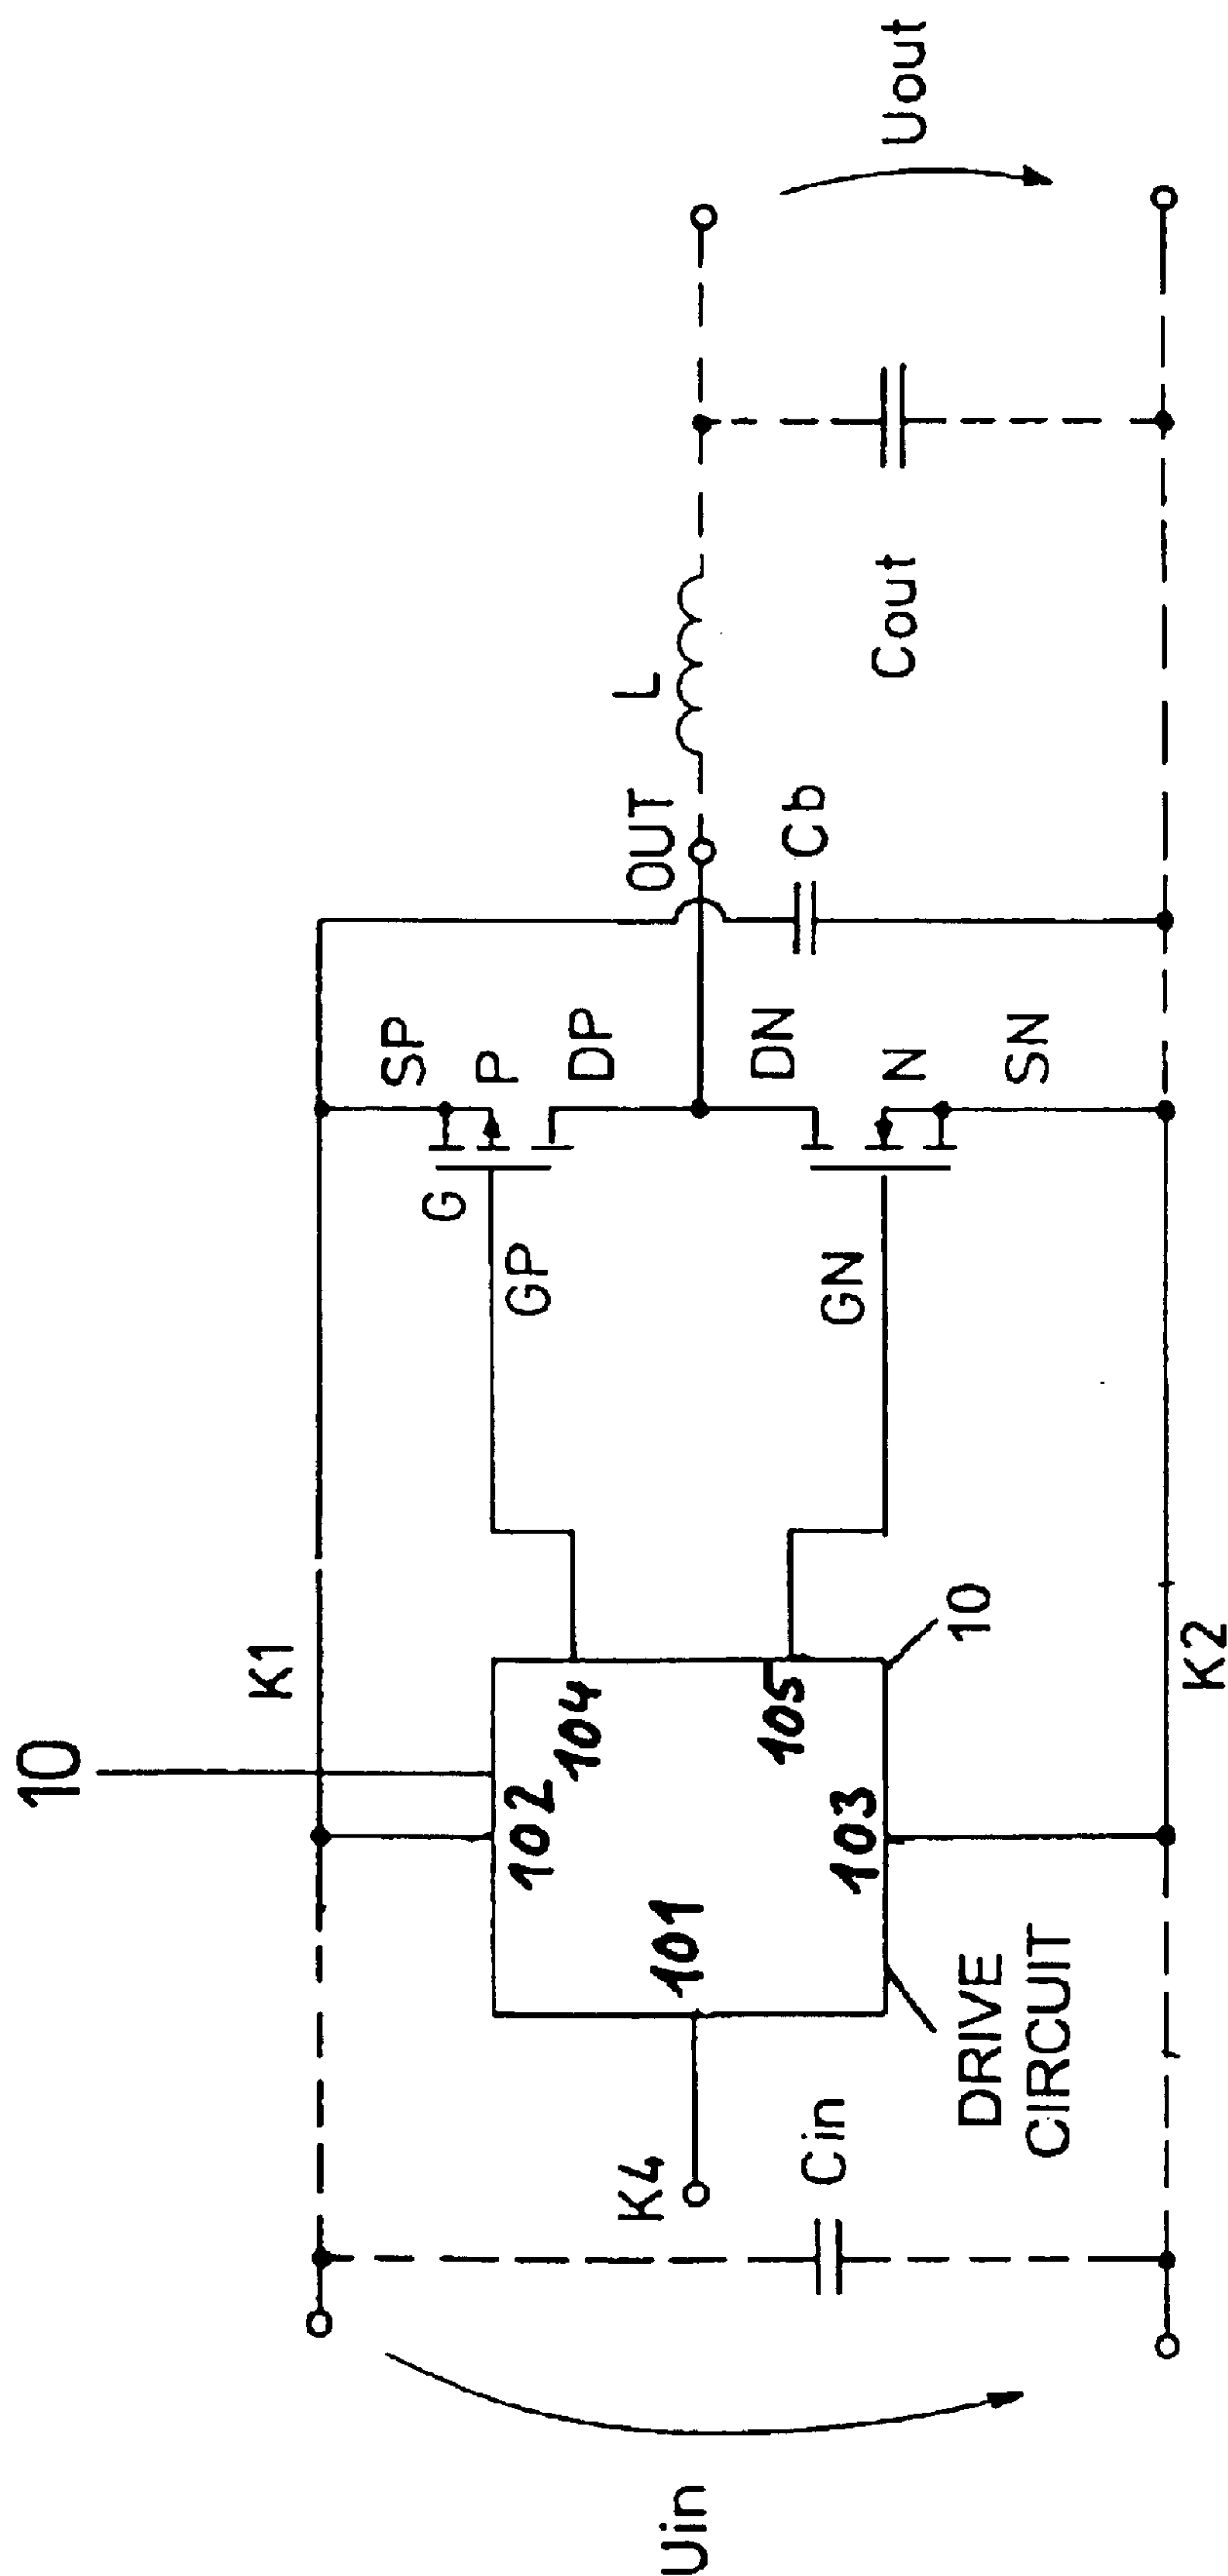 10
K1
K4
101
102
104
105
103
10
DRIVE
CIRCUIT
K2
Uin
Cin
GP
GN
G
SP
P
DP
DN
N
SN
OUT
Cb
L
Cout
Uout